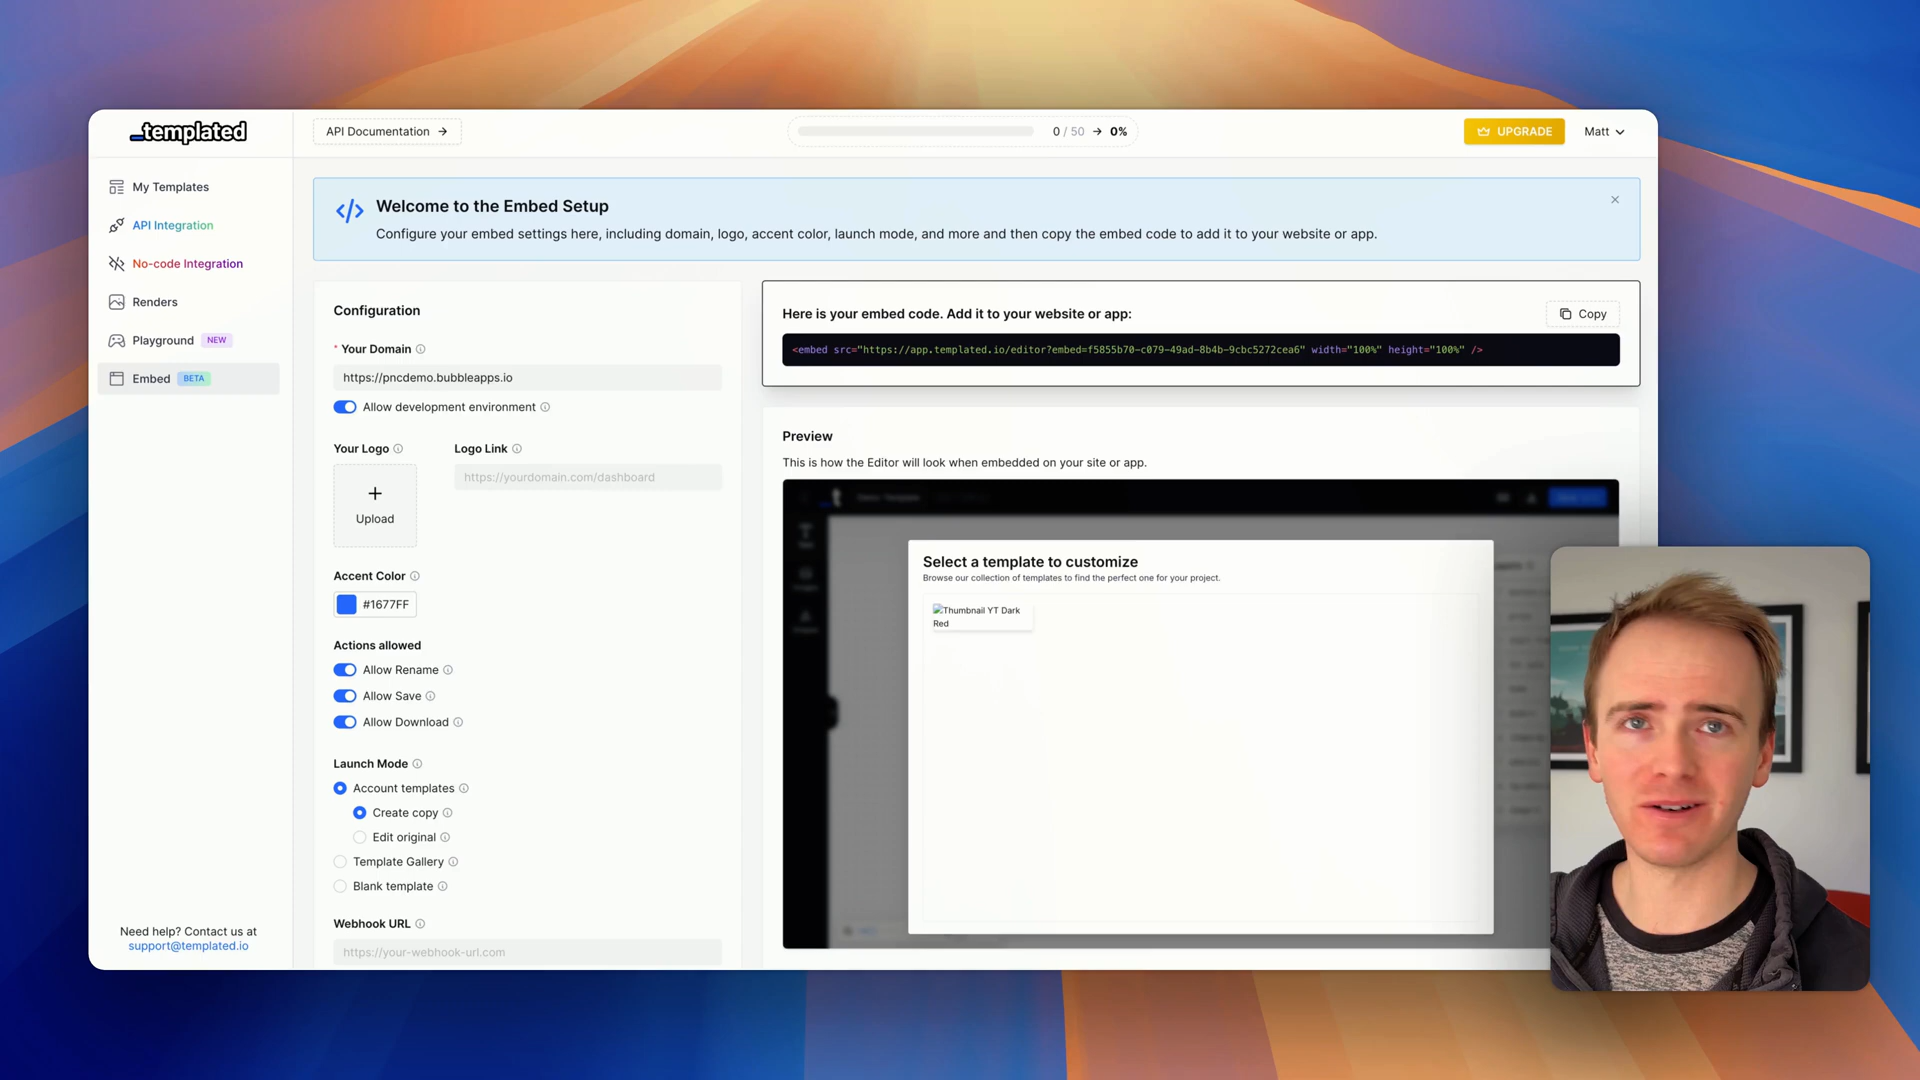 _templated
API Documentation →
0 / 50 → 0%
UPGRADE
Matt
My Templates
API Integration
No-code Integration
Renders
Playground NEW
Embed BETA
Need help? Contact us at
support@templated.io
Welcome to the Embed Setup
Configure your embed settings here, including domain, logo, accent color, launch mode, and more and then copy the embed code to add it to your website or app.
Configuration
* Your Domain
https://pncdemo.bubbleapps.io
Allow development environment
Your Logo
Logo Link
Upload
https://yourdomain.com/dashboard
Accent Color
#1677FF
Actions allowed
Allow Rename
Allow Save
Allow Download
Launch Mode
Account templates
Create copy
Edit original
Template Gallery
Blank template
Webhook URL
https://your-webhook-url.com
Here is your embed code. Add it to your website or app:
Copy
<embed src="https://app.templated.io/editor?embed=f5855b70-c079-49ad-8b4b-9cbc5272cea6" width="100%" height="100%" />
Preview
This is how the Editor will look when embedded on your site or app.
Select a template to customize
Browse our collection of templates to find the perfect one for your project.
Thumbnail YT Dark
Red